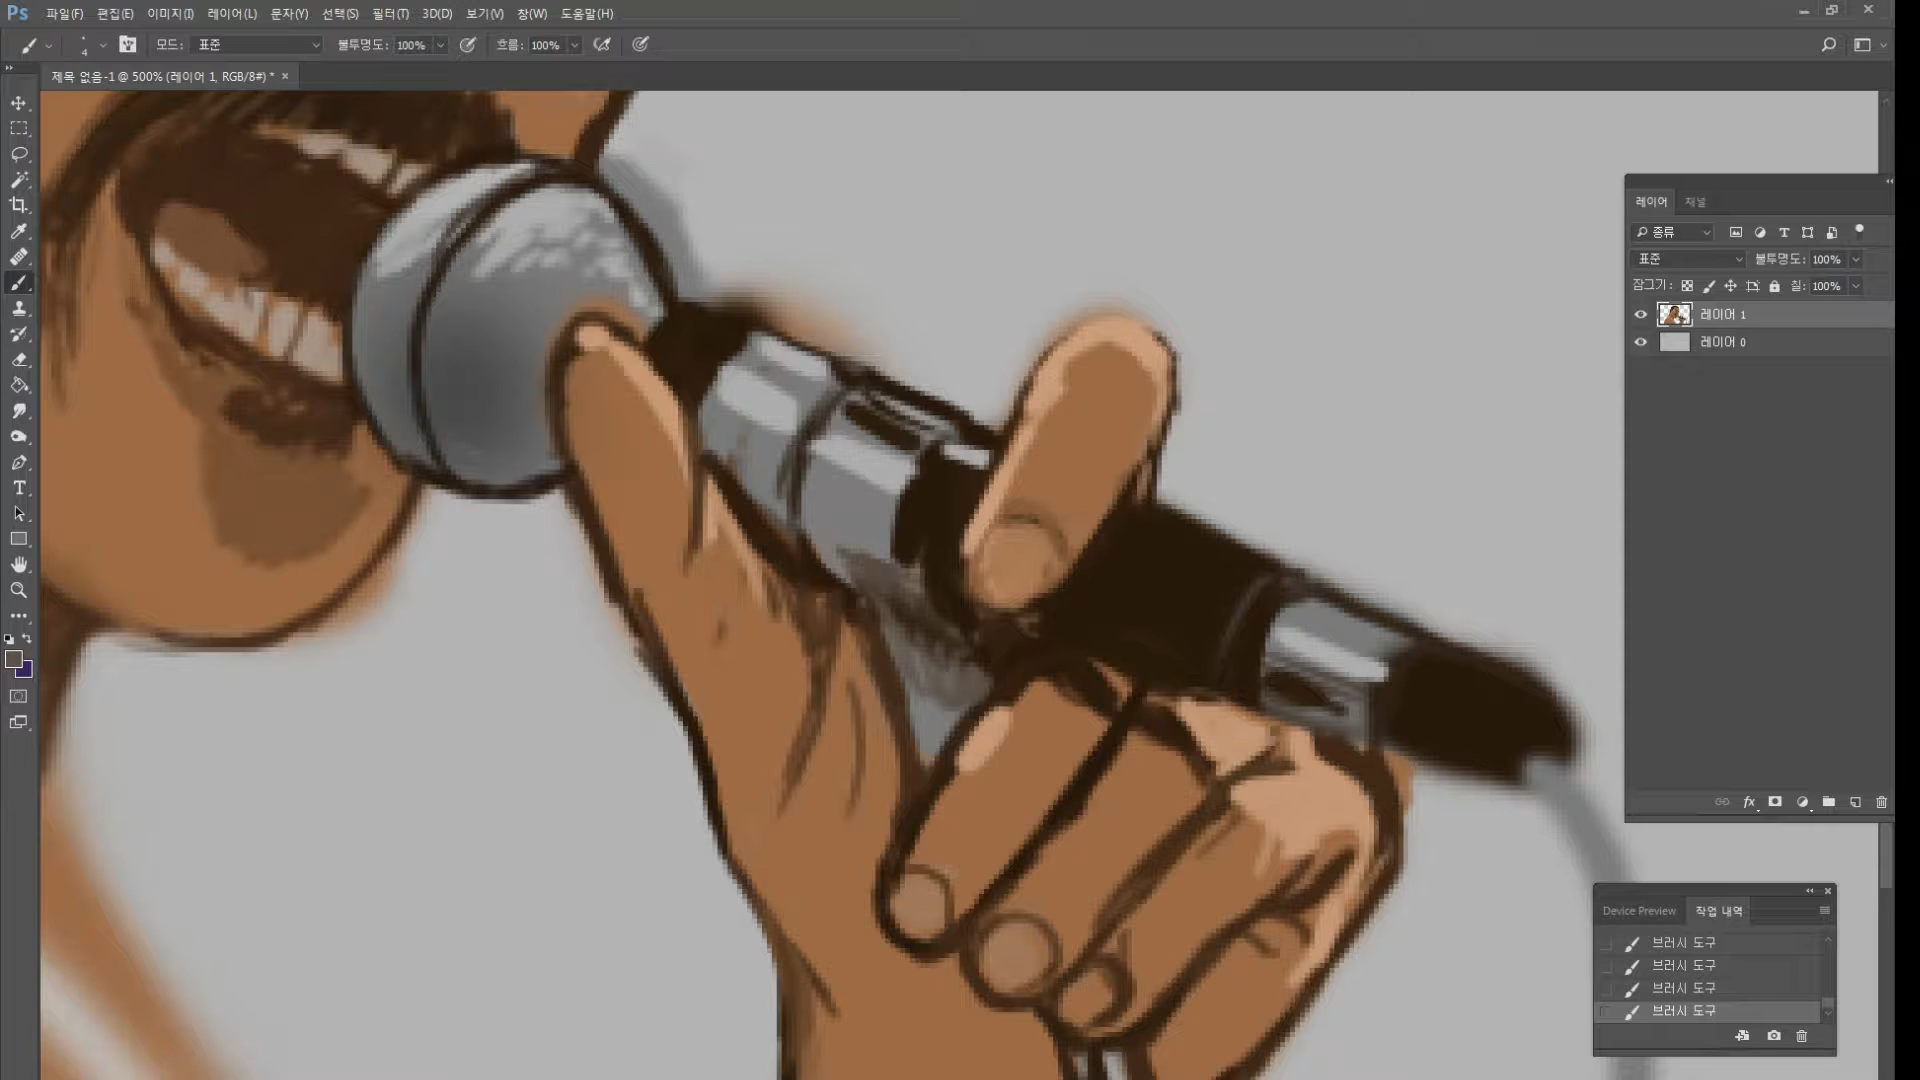 Ps 파일(F) 편집(E) 이미지(I) 레이어(L) 문자(Y) 선택(S) 필터(T) 3D(D) 보기(V) 창(W) 도움말(H)
4 모드: 표준 불투명도: 100% 흐름: 100%
제목 없음-1 @ 500% (레이어 1, RGB/8#) *
레이어 채널
종류
표준 불투명도: 100%
잠그기: 칠: 100%
레이어 1
레이어 0
fx
Device Preview 작업 내역
브러시 도구
브러시 도구
브러시 도구
브러시 도구